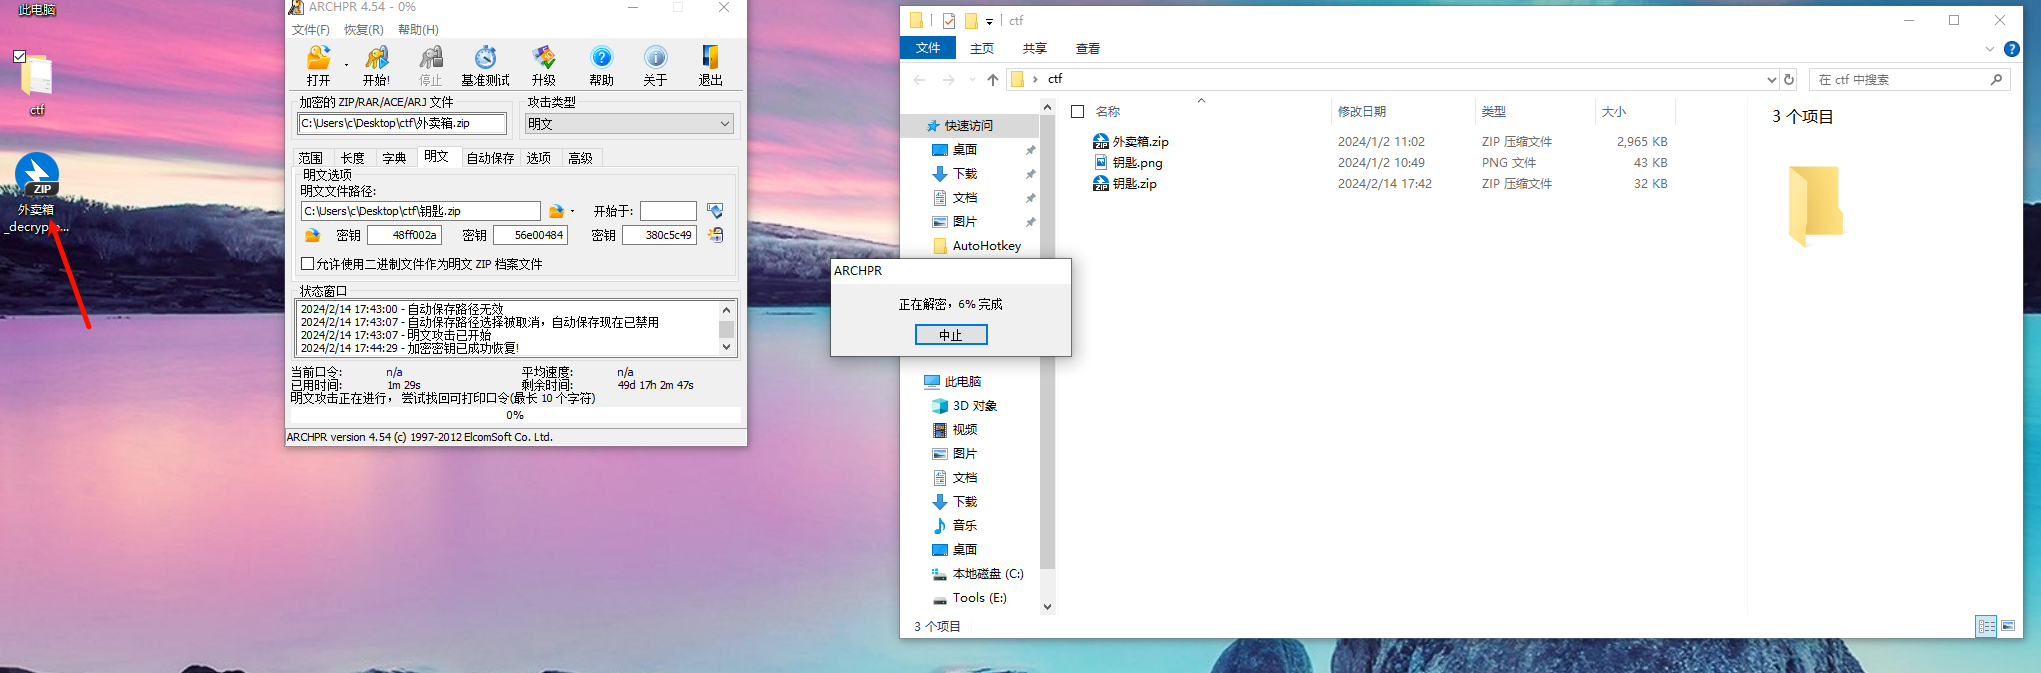 此电脑
ctf
ZIP
外卖箱
_decrypte...
ARCHPR 4.54 - 0%
文件(F) 恢复(R) 帮助(H)
打开 开始! 停止 基准测试 升级 帮助 关于 退出
加密的 ZIP/RAR/ACE/ARJ 文件
攻击类型
C:\Users\c\Desktop\ctf\外卖箱.zip
明文
范围 长度 字典 明文 自动保存 选项 高级
明文选项
明文文件路径:
C:\Users\c\Desktop\ctf\钥匙.zip
开始于:
密钥 48ff002a 密钥 56e00484 密钥 380c5c49
允许使用二进制文件作为明文 ZIP 档案文件
状态窗口
2024/2/14 17:43:00 - 自动保存路径无效
2024/2/14 17:43:07 - 自动保存路径选择被取消，自动保存现在已禁用
2024/2/14 17:43:07 - 明文攻击已开始
2024/2/14 17:44:29 - 加密密钥已成功恢复!
当前口令: n/a 平均速度: n/a
已用时间: 1m 29s 剩余时间: 49d 17h 2m 47s
明文攻击正在进行，尝试找回可打印口令(最长 10 个字符)
0%
ARCHPR version 4.54 (c) 1997-2012 ElcomSoft Co. Ltd.
ARCHPR
正在解密，6% 完成
中止
ctf
文件 主页 共享 查看
ctf
在 ctf 中搜索
快速访问
桌面
下载
文档
图片
AutoHotkey
此电脑
3D 对象
视频
图片
文档
下载
音乐
桌面
本地磁盘 (C:)
Tools (E:)
名称 修改日期 类型 大小
外卖箱.zip 2024/1/2 11:02 ZIP 压缩文件 2,965 KB
钥匙.png 2024/1/2 10:49 PNG 文件 43 KB
钥匙.zip 2024/2/14 17:42 ZIP 压缩文件 32 KB
3 个项目
3 个项目